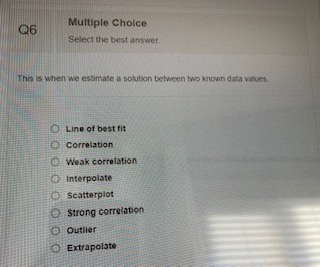 Q6
Multiple Choice
Select the best answer.
This is when we estimate a solution between two known data values.
Line of best fit
Correlation
Weak correlation
Interpolate
Scatterplot
Strong correlation
Outlier
Extrapolate